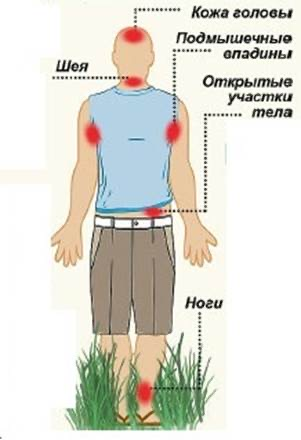 Кожа головы
Подмышечные
впадины
Шея
Открытые
участки
тела
Ноги